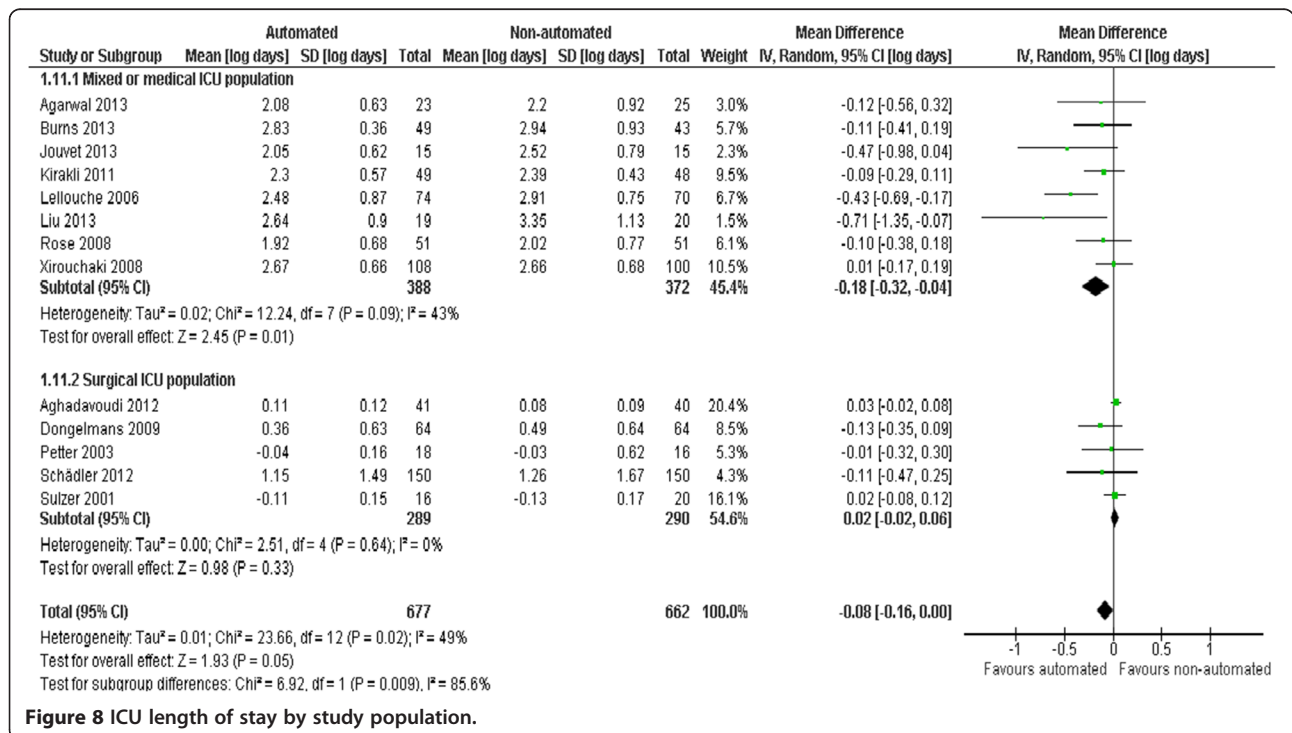 Automated Non-automated Mean Difference Mean Difference
Study or Subgroup Mean [log days] SD [log days] Total Mean [log days] SD [log days] Total Weight IV, Random, 95% CI [log days] IV, Random, 95% CI [log days]
1.11.1 Mixed or medical ICU population
Agarwal 2013 2.08 0.63 23 2.2 0.92 25 3.0% -0.12 [-0.56, 0.32]
Burns 2013 2.83 0.36 49 2.94 0.93 43 5.7% -0.11 [-0.41, 0.19]
Jouvet 2013 2.05 0.62 15 2.52 0.79 15 2.3% -0.47 [-0.98, 0.04]
Kirakli 2011 2.3 0.57 49 2.39 0.43 48 9.5% -0.09 [-0.29, 0.11]
Lellouche 2006 2.48 0.87 74 2.91 0.75 70 6.7% -0.43 [-0.69, -0.17]
Liu 2013 2.64 0.9 19 3.35 1.13 20 1.5% -0.71 [-1.35, -0.07]
Rose 2008 1.92 0.68 51 2.02 0.77 51 6.1% -0.10 [-0.38, 0.18]
Xirouchaki 2008 2.67 0.66 108 2.66 0.68 100 10.5% 0.01 [-0.17, 0.19]
Subtotal (95% CI) 388 372 45.4% -0.18 [-0.32, -0.04]
Heterogeneity: Tau² = 0.02; Chi² = 12.24, df = 7 (P = 0.09); I² = 43%
Test for overall effect: Z = 2.45 (P = 0.01)
1.11.2 Surgical ICU population
Aghadavoudi 2012 0.11 0.12 41 0.08 0.09 40 20.4% 0.03 [-0.02, 0.08]
Dongelmans 2009 0.36 0.63 64 0.49 0.64 64 8.5% -0.13 [-0.35, 0.09]
Petter 2003 -0.04 0.16 18 -0.03 0.62 16 5.3% -0.01 [-0.32, 0.30]
Schädler 2012 1.15 1.49 150 1.26 1.67 150 4.3% -0.11 [-0.47, 0.25]
Sulzer 2001 -0.11 0.15 16 -0.13 0.17 20 16.1% 0.02 [-0.08, 0.12]
Subtotal (95% CI) 289 290 54.6% 0.02 [-0.02, 0.06]
Heterogeneity: Tau² = 0.00; Chi² = 2.51, df = 4 (P = 0.64); I² = 0%
Test for overall effect: Z = 0.98 (P = 0.33)
Total (95% CI) 677 662 100.0% -0.08 [-0.16, 0.00]
Heterogeneity: Tau² = 0.01; Chi² = 23.66, df = 12 (P = 0.02); I² = 49%
Test for overall effect: Z = 1.93 (P = 0.05)
Test for subgroup differences: Chi² = 6.92, df = 1 (P = 0.009), I² = 85.6%
-1 -0.5 0 0.5 1
Favours automated Favours non-automated
Figure 8 ICU length of stay by study population.